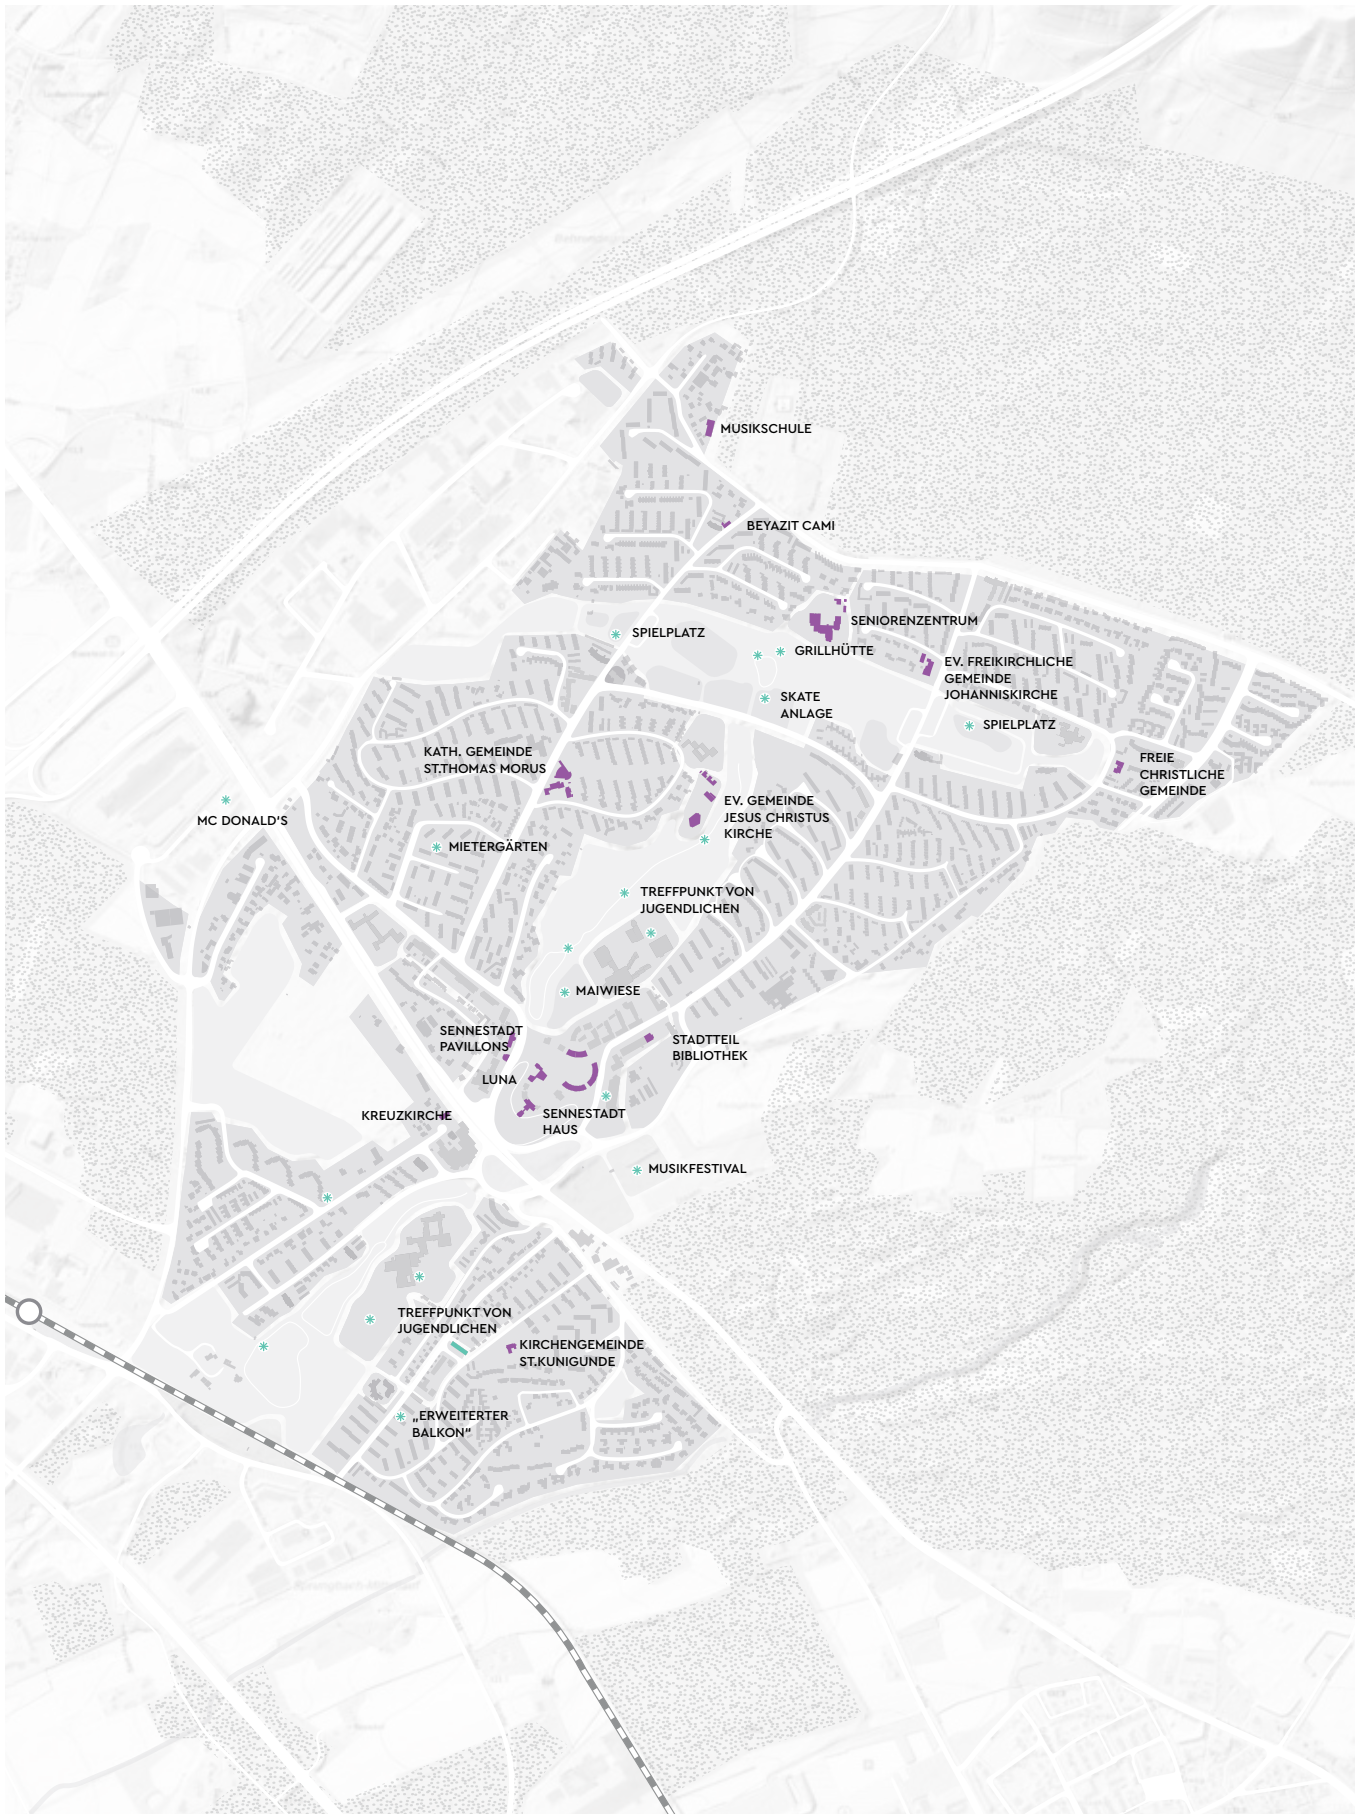 MUSIKSCHULE
BEYAZIT CAMI
SENIORENZENTRUM
SPIELPLATZ
GRILLHÜTTE
EV. FREIKIRCHLICHE
GEMEINDE
JOHANNISKIRCHE
SKATE
ANLAGE
SPIELPLATZ
KATH. GEMEINDE
ST.THOMAS MORUS
FREIE
CHRISTLICHE
GEMEINDE
EV. GEMEINDE
JESUS CHRISTUS
KIRCHE
MC DONALD'S
MIETERGÄRTEN
TREFFPUNKT VON
JUGENDLICHEN
MAIWIESE
SENNESTADT
PAVILLONS
STADTTEIL
BIBLIOTHEK
LUNA
KREUZKIRCHE
SENNESTADT
HAUS
MUSIKFESTIVAL
TREFFPUNKT VON
JUGENDLICHEN
KIRCHENGEMEINDE
ST.KUNIGUNDE
„ERWEITERTER
BALKON"